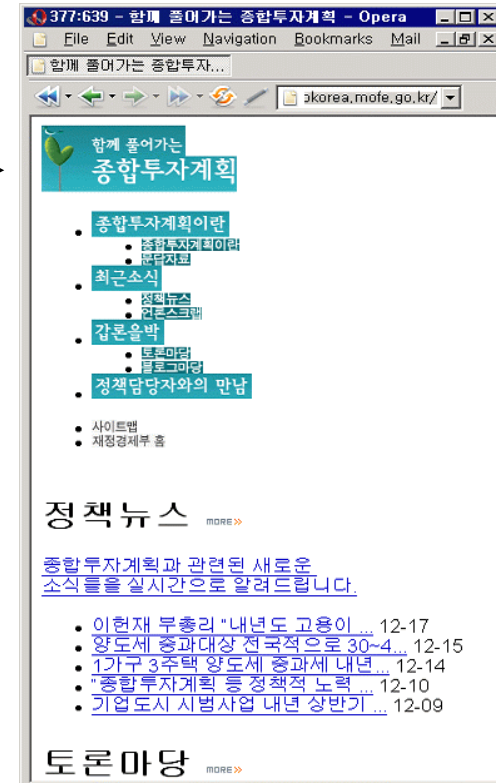 377:639 - 함께 풀어가는 종합투자계획 - Opera
File Edit View Navigation Bookmarks Mail
함께 풀어가는 종합투자...
okorea.mofe.go.kr/
함께 풀어가는
종합투자계획
종합투자계획이란
종합투자계획이란
문답자료
최근소식
정책뉴스
언론스크랩
갑론을박
토론마당
블로그마당
정책담당자와의 만남
사이트맵
재정경제부 홈
정책뉴스 MORE»
종합투자계획과 관련된 새로운
소식들을 실시간으로 알려드립니다.
이헌재 부총리 "내년도 고용이 ... 12-17
양도세 중과대상 전국적으로 30~4... 12-15
1가구 3주택 양도세 중과세 내년... 12-14
"종합투자계획 등 정책적 노력 ... 12-10
기업도시 시범사업 내년 상반기 ... 12-09
토론마당 MORE»